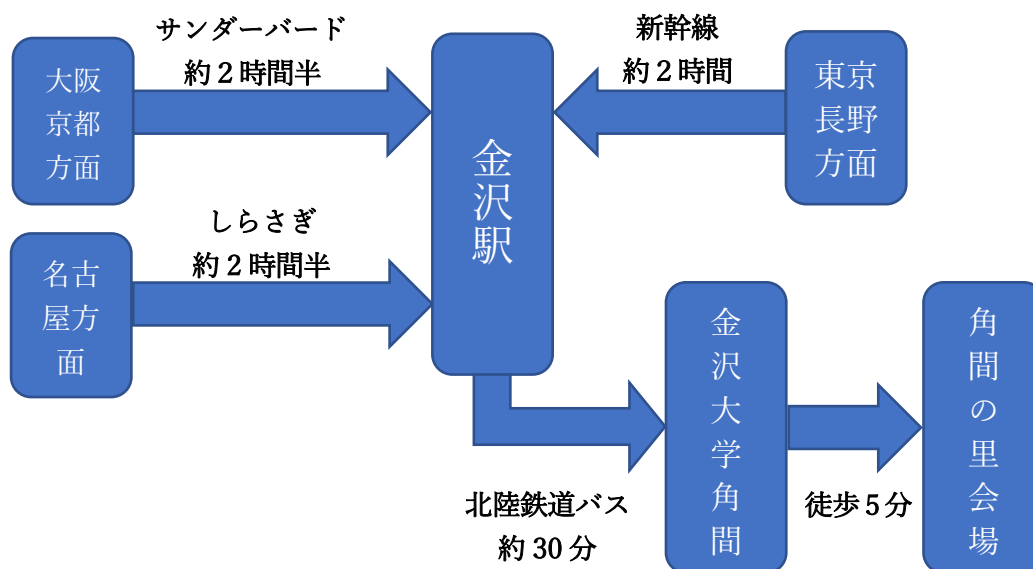 サンダーバード
約2時間半
大阪
京都
方面
新幹線
約2時間
東京
長野
方面
金沢駅
しらさぎ
約2時間半
名古
屋方
面
金沢大学角間
角間の里会場
北陸鉄道バス
約30分
徒歩5分